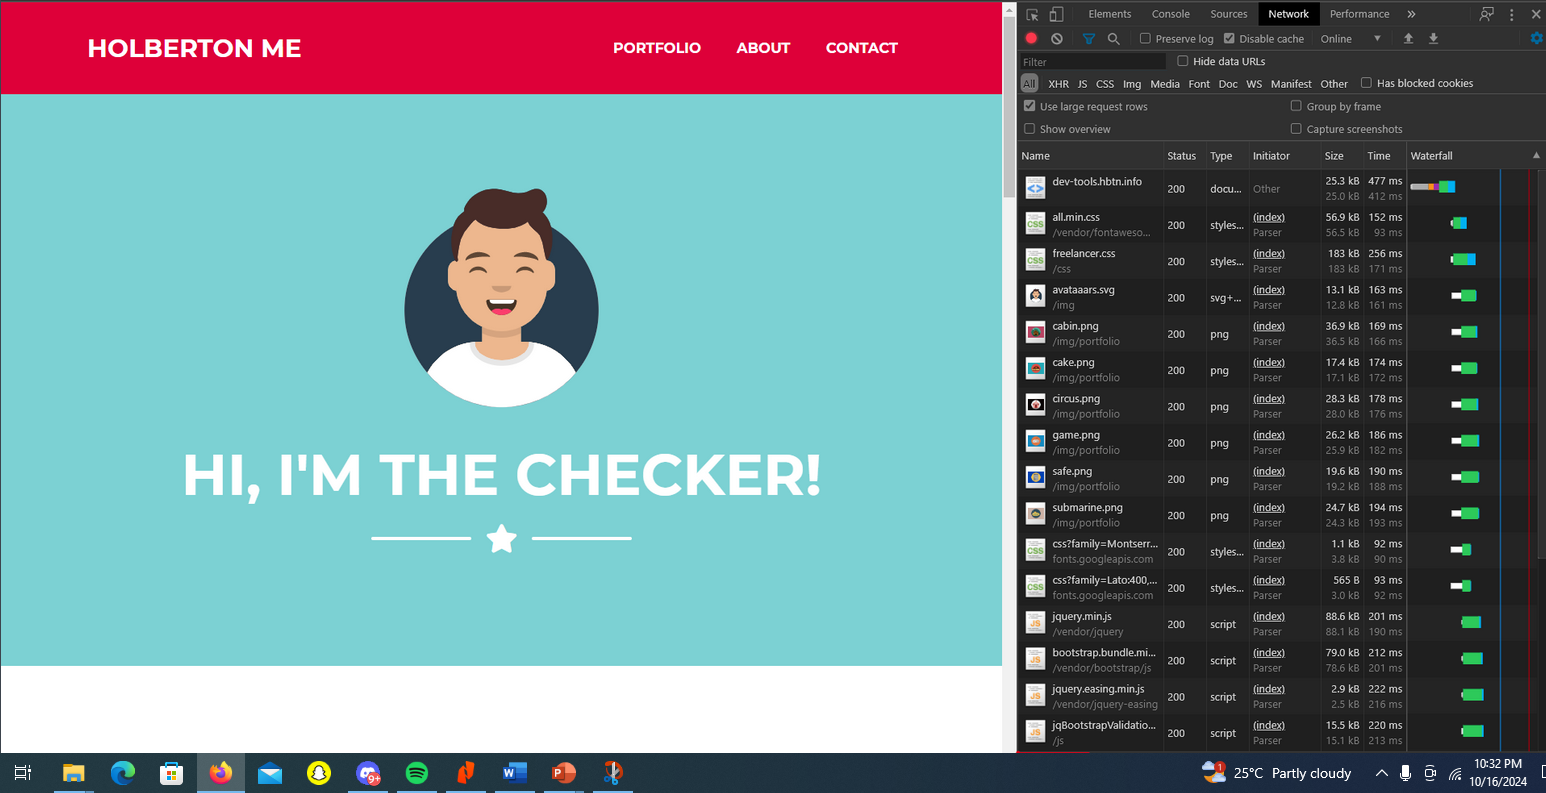 HOLBERTON ME
PORTFOLIO ABOUT CONTACT
HI, I'M THE CHECKER!
Elements Console Sources Network Performance »
Preserve log Disable cache Online
Filter Hide data URLs
All XHR JS CSS Img Media Font Doc WS Manifest Other Has blocked cookies
Use large request rows Group by frame
Show overview Capture screenshots
Name Status Type Initiator Size Time Waterfall
dev-tools.hbtn.info 200 docu... Other 25.3 kB 477 ms
25.0 kB 412 ms
all.min.css 200 styles... (index) 56.9 kB 152 ms
/vendor/fontaweso... Parser 56.5 kB 93 ms
freelancer.css 200 styles... (index) 183 kB 256 ms
/css Parser 183 kB 171 ms
avataaars.svg 200 svg+... (index) 13.1 kB 163 ms
/img Parser 12.8 kB 161 ms
cabin.png 200 png (index) 36.9 kB 169 ms
/img/portfolio Parser 36.5 kB 166 ms
cake.png 200 png (index) 17.4 kB 174 ms
/img/portfolio Parser 17.1 kB 172 ms
circus.png 200 png (index) 28.3 kB 178 ms
/img/portfolio Parser 28.0 kB 176 ms
game.png 200 png (index) 26.2 kB 186 ms
/img/portfolio Parser 25.9 kB 182 ms
safe.png 200 png (index) 19.6 kB 190 ms
/img/portfolio Parser 19.2 kB 188 ms
submarine.png 200 png (index) 24.7 kB 194 ms
/img/portfolio Parser 24.3 kB 193 ms
css?family=Montserr... 200 styles... (index) 1.1 kB 92 ms
fonts.googleapis.com Parser 3.8 kB 90 ms
css?family=Lato:400,... 200 styles... (index) 565 B 93 ms
fonts.googleapis.com Parser 3.0 kB 92 ms
jquery.min.js 200 script (index) 88.6 kB 201 ms
/vendor/jquery Parser 88.1 kB 190 ms
bootstrap.bundle.mi... 200 script (index) 79.0 kB 212 ms
/vendor/bootstrap/js Parser 78.6 kB 201 ms
jquery.easing.min.js 200 script (index) 2.9 kB 222 ms
/vendor/jquery-easing Parser 2.5 kB 216 ms
jqBootstrapValidatio... 200 script (index) 15.5 kB 220 ms
/js Parser 15.1 kB 213 ms
9+ W P 1 25°C Partly cloudy 10:32 PM
10/16/2024